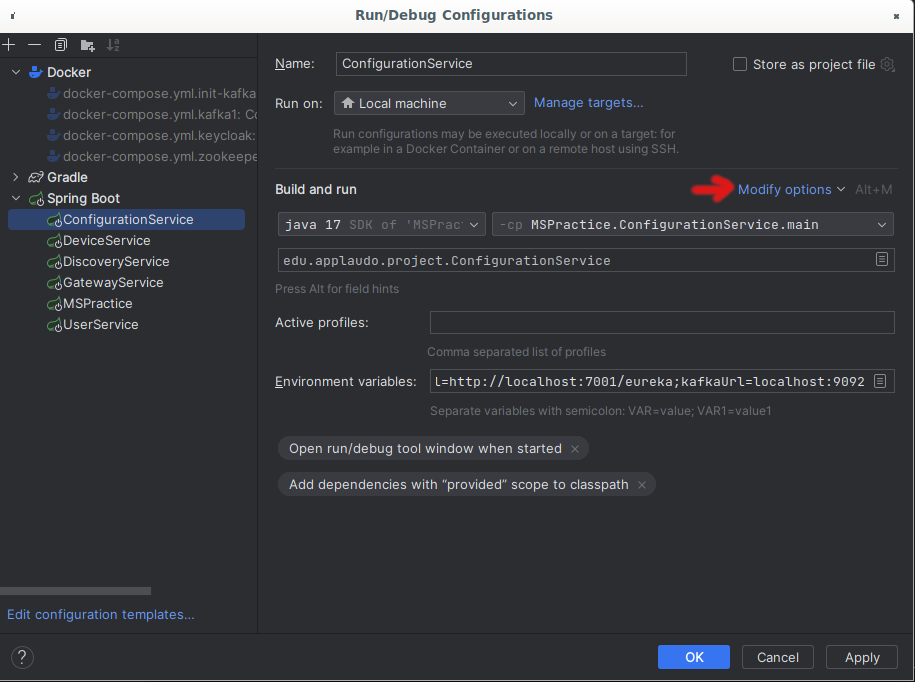 Run/Debug Configurations
Docker
docker-compose.yml.init-kafka
docker-compose.yml.kafka1: Co
docker-compose.yml.keycloak:
docker-compose.yml.zookeepe
Gradle
Spring Boot
ConfigurationService
DeviceService
DiscoveryService
GatewayService
MSPractice
UserService
Edit configuration templates...
?
Name: ConfigurationService Store as project file
Run on: Local machine Manage targets...
Run configurations may be executed locally or on a target: for
example in a Docker Container or on a remote host using SSH.
Build and run Modify options Alt+M
java 17 SDK of 'MSPrac -cp MSPractice.ConfigurationService.main
edu.applaudo.project.ConfigurationService
Press Alt for field hints
Active profiles:
Comma separated list of profiles
Environment variables: l=http://localhost:7001/eureka;kafkaUrl=localhost:9092
Separate variables with semicolon: VAR=value; VAR1=value1
Open run/debug tool window when started ×
Add dependencies with “provided” scope to classpath ×
OK Cancel Apply